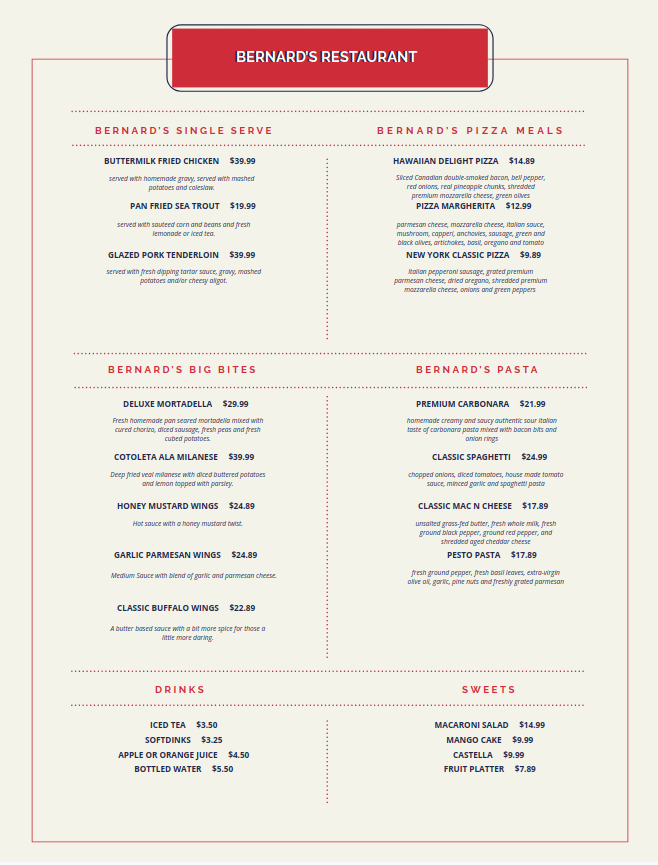 BERNARD'S RESTAURANT
BERNARD'S SINGLE SERVE
BUTTERMILK FRIED CHICKEN $39.99
served with homemade gravy, served with mashed
potatoes and coleslaw.
PAN FRIED SEA TROUT $19.99
served with sauteed corn and beans and fresh
lemonade or iced tea.
GLAZED PORK TENDERLOIN $39.99
served with fresh dipping tartar sauce, gravy, mashed
potatoes and/or cheesy aligot.
BERNARD'S PIZZA MEALS
HAWAIIAN DELIGHT PIZZA $14.89
Sliced Canadian double-smoked bacon, bell pepper,
red onions, red pineapple chunks, shredded
permesan mozzarella cheese, green olives
PIZZA MARGHERITA $12.99
parmesan cheese, mozzarella cheese, italian sauce,
mushroom, capperi, anchovies, sausage, green and
black olives, artichokes, basil, oregano and tomato
NEW YORK CLASSIC PIZZA $9.89
Italian pepperoni sausage, grated premium
parmesan cheese, dried oregano, shredded premium
mozzarella cheese, onions and green peppers
BERNARD'S BIG BITES
DELUXE MORTADELLA $29.99
Fresh homemade pan seared mortadella mixed with
cured chorizo, diced sausage, fresh peas and fresh
cubed potatoes.
COTOLETA ALA MILANESE $39.99
Deep fried veal milanese with diced buttered potatoes
and lemon topped with parsley.
HONEY MUSTARD WINGS $24.89
Hot sauce with a honey mustard twist.
GARLIC PARMESAN WINGS $24.89
Medium Sauce with blend of garlic and parmesan cheese.
CLASSIC BUFFALO WINGS $22.89
A butter based sauce with a bit more spice for those a
little more daring.
BERNARD'S PASTA
PREMIUM CARBONARA $21.99
homemade creamy and saucy authentic sour italian
taste of carbonara pasta mixed with bacon bits and
onion rings
CLASSIC SPAGHETTI $24.99
chopped onions, diced tomatoes, house made tomato
sauce, minced garlic and spaghetti pasta
CLASSIC MAC N CHEESE $17.89
unsalted grass-fed butter, fresh whole milk, fresh
ground black pepper, ground red pepper, and
shredded aged cheddar cheese
PESTO PASTA $17.89
fresh ground pepper, fresh basil leaves, extra-virgin
olive oil, garlic, pine nuts and freshly grated parmesan
DRINKS
ICED TEA $3.50
SOFTDINKS $3.25
APPLE OR ORANGE JUICE $4.50
BOTTLED WATER $5.50
SWEETS
MACARONI SALAD $14.99
MANGO CAKE $9.99
CASTELLA $9.99
FRUIT PLATTER $7.89